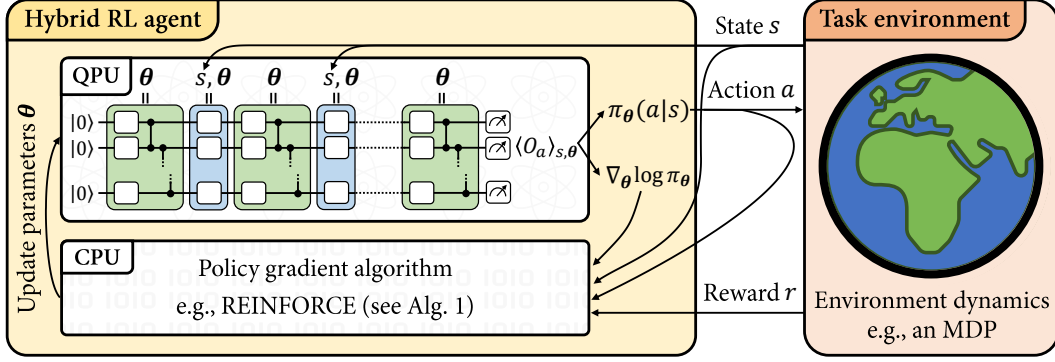 Hybrid RL agent
State s
Task environment
QPU
θ
s, θ
θ
s, θ
θ
|0⟩
|0⟩
|0⟩
⟨O_a⟩_{s,θ}
π_θ(a|s)
∇_θ log π_θ
Action a
Update parameters θ
CPU
Policy gradient algorithm
e.g., REINFORCE (see Alg. 1)
Reward r
Environment dynamics
e.g., an MDP